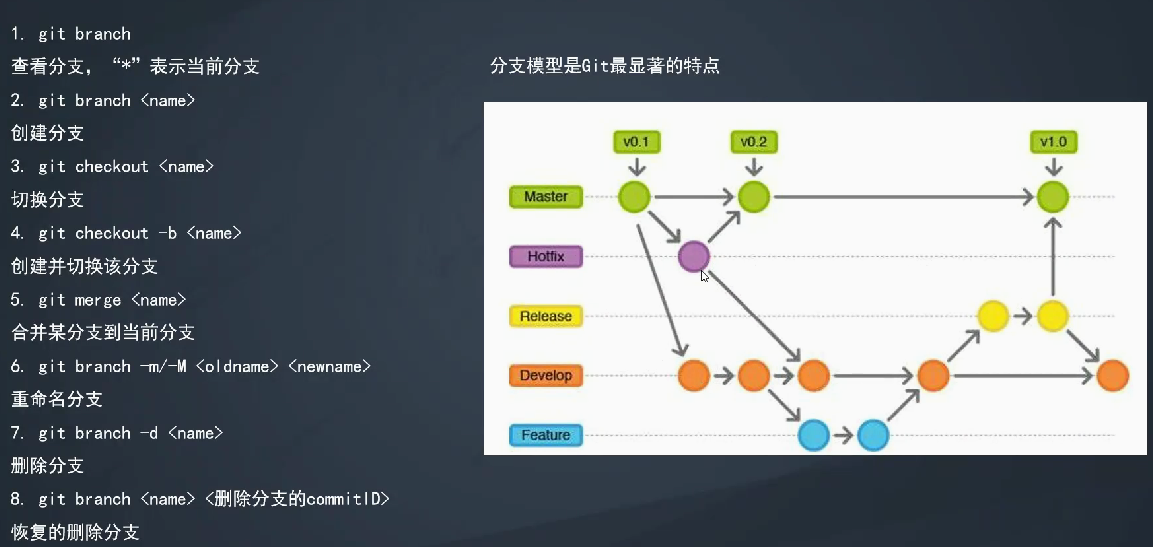 1. git branch
查看分支，“*”表示当前分支
2. git branch <name>
创建分支
3. git checkout <name>
切换分支
4. git checkout -b <name>
创建并切换该分支
5. git merge <name>
合并某分支到当前分支
6. git branch -m/-M <oldname> <newname>
重命名分支
7. git branch -d <name>
删除分支
8. git branch <name> <删除分支的commitID>
恢复的删除分支
分支模型是Git最显著的特点
v0.1 v0.2 v1.0
Master
Hotfix
Release
Develop
Feature